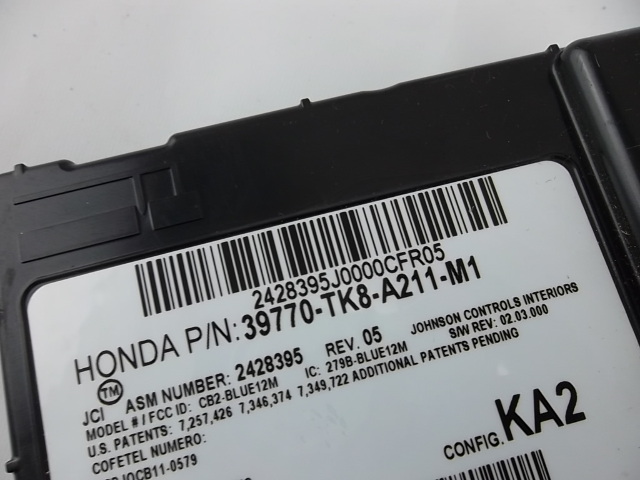 2428395J0000CFR05
HONDA P/N: 39770-TK8-A211-M1
JCI TM ASM NUMBER: 2428395 REV. 05 JOHNSON CONTROLS INTERIORS
MODEL # / FCC ID: CB2-BLUE12M IC: 279B-BLUE12M S/W REV: 02.03.000
U.S. PATENTS: 7,257,426 7,346,374 7,349,722 ADDITIONAL PATENTS PENDING
COFETEL NUMERO:
CONFIG. KA2